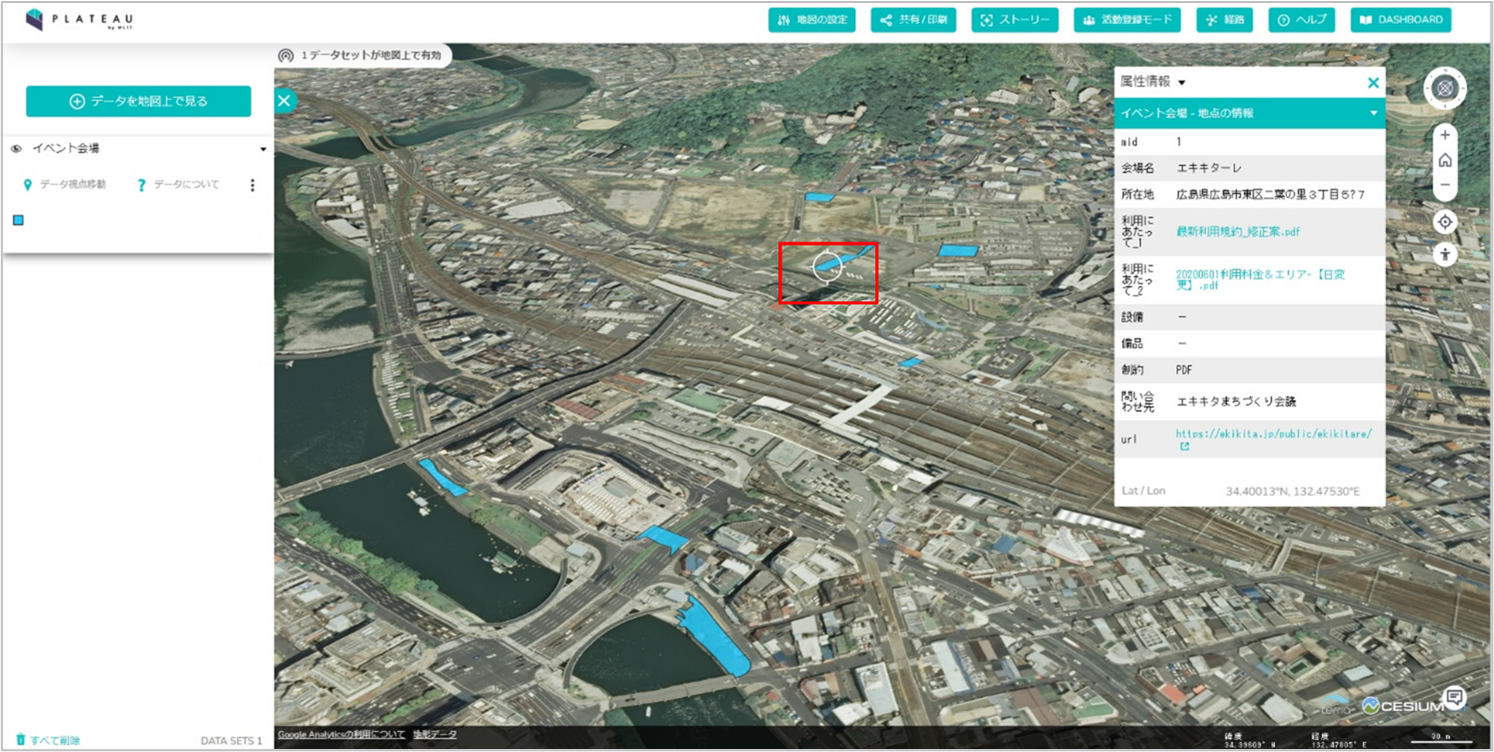 PLATEAU
by MLIT
地図の設定
共有 / 印刷
ストーリー
活動登録モード
経路
ヘルプ
DASHBOARD
1 データセットが地図上で有効
データを地図上で見る
イベント会場
データ視点移動
データについて
属性情報
イベント会場 - 地点の情報
mid 1
会場名 エキキターレ
所在地 広島県広島市東区二葉の里３丁目５?７
利用に
あたっ
て_1
最新利用規約_修正案.pdf
利用に
あたっ
て_2
20200601利用料金＆エリア-【日変
更】.pdf
設備 −
備品 −
制約 PDF
問い合
わせ先
エキキタまちづくり会議
url
https://ekikita.jp/public/ekikitare/
Lat / Lon 34.40013°N, 132.47530°E
すべて削除
DATA SETS 1
Google Analyticsの利用について
地形データ
CESIUM
緯度
34.39609° N
経度
132.47805° E
30 m